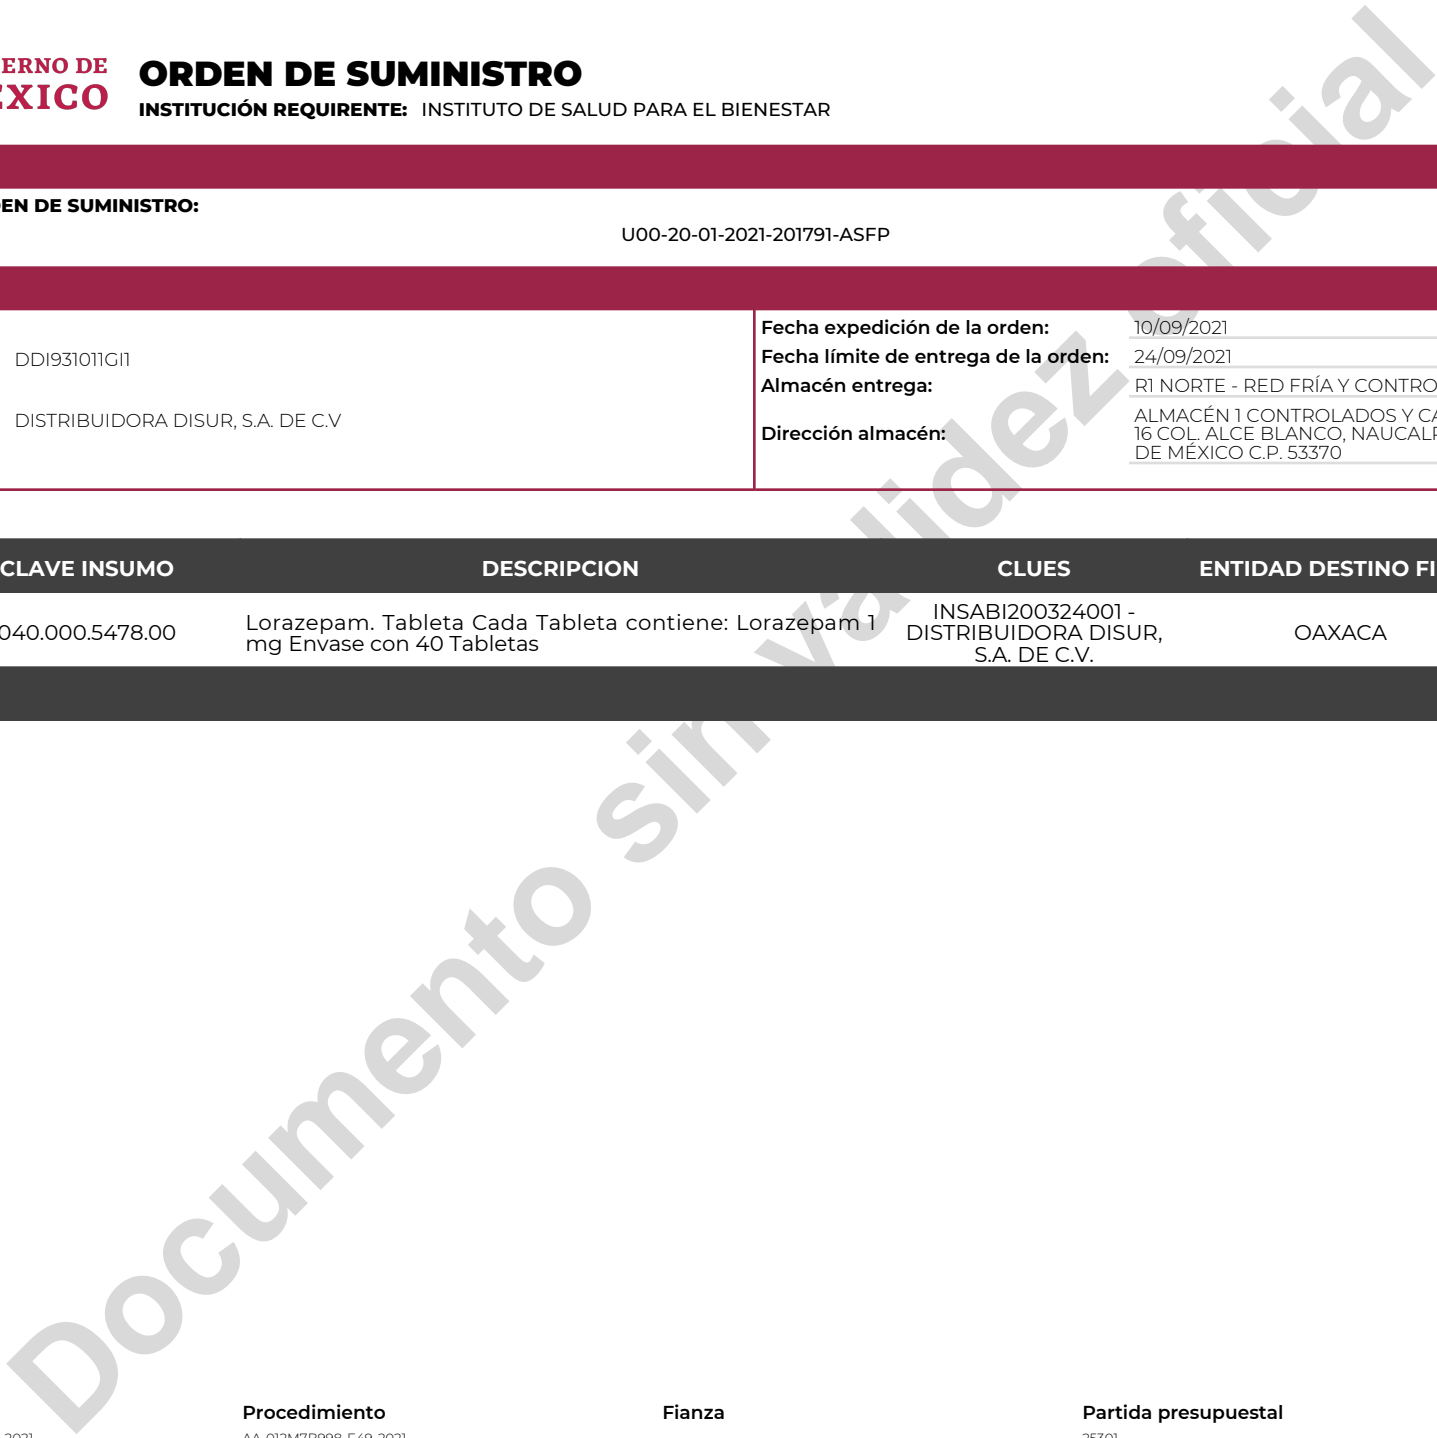 ERNO DE
ÉXICO
ORDEN DE SUMINISTRO
INSTITUCIÓN REQUIRENTE: INSTITUTO DE SALUD PARA EL BIENESTAR
EN DE SUMINISTRO:
U00-20-01-2021-201791-ASFP
DDI931011GI1
DISTRIBUIDORA DISUR, S.A. DE C.V
Fecha expedición de la orden: 10/09/2021
Fecha límite de entrega de la orden: 24/09/2021
Almacén entrega: R1 NORTE - RED FRÍA Y CONTRO
Dirección almacén: ALMACÉN 1 CONTROLADOS Y CA
16 COL. ALCE BLANCO, NAUCALP
DE MÉXICO C.P. 53370
CLAVE INSUMO DESCRIPCION CLUES ENTIDAD DESTINO FI
040.000.5478.00
Lorazepam. Tableta Cada Tableta contiene: Lorazepam 1
mg Envase con 40 Tabletas
INSABI200324001 -
DISTRIBUIDORA DISUR,
S.A. DE C.V.
OAXACA
Documento sin validez oficial
Procedimiento Fianza Partida presupuestal